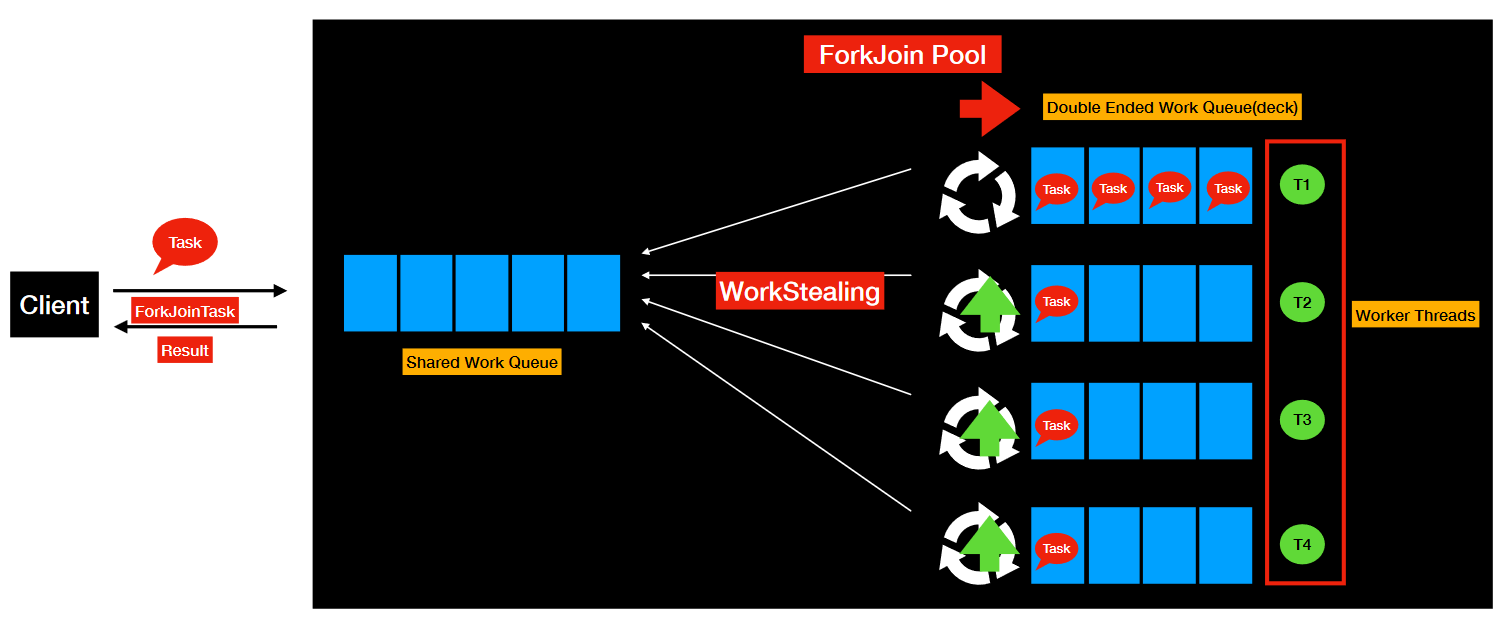 ForkJoin Pool
Double Ended Work Queue(deck)
Task Task Task Task
T1
Task
Client
ForkJoinTask
Result
Shared Work Queue
WorkStealing
Task
T2
Worker Threads
Task
T3
Task
T4